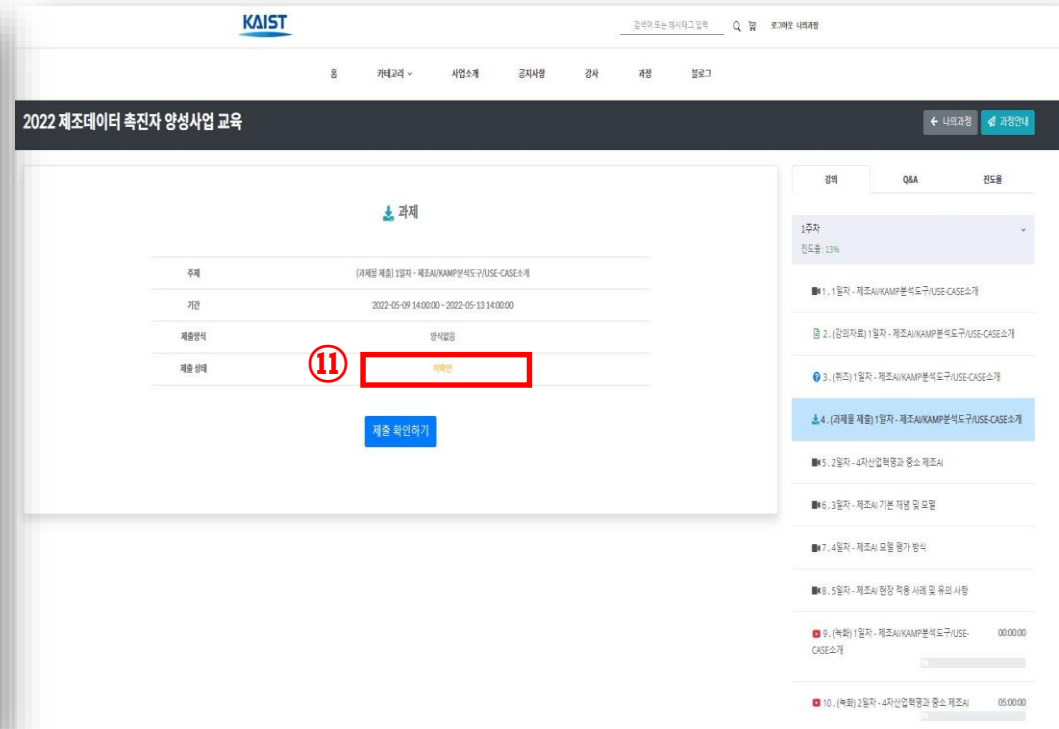 KAIST
검색어 또는 해시태그 입력
로그아웃 나의과정
홈 카테고리 사업소개 공지사항 강사 과정 블로그
2022 제조데이터 촉진자 양성사업 교육
나의과정 과정안내
과제
주제 (과제물 제출) 1일차 - 제조AI/KAMP분석도구/USE-CASE소개
기간 2022-05-09 14:00:00 ~ 2022-05-13 14:00:00
제출양식 양식없음
제출 상태 ⑪ 미확인
제출 확인하기
강의 Q&A 진도율
1주차
진도율 : 13%
1 . 1일차 - 제조AI/KAMP분석도구/USE-CASE소개
2 . (강의자료) 1일차 - 제조AI/KAMP분석도구/USE-CASE소개
3 . (퀴즈) 1일차 - 제조AI/KAMP분석도구/USE-CASE소개
4 . (과제물 제출) 1일차 - 제조AI/KAMP분석도구/USE-CASE소개
5 . 2일차 - 4차산업혁명과 중소 제조AI
6 . 3일차 - 제조AI 기본 개념 및 모델
7 . 4일차 - 제조AI 모델 평가 방식
8 . 5일차 - 제조AI 현장 적용 사례 및 유의 사항
9 . (녹화) 1일차 - 제조AI/KAMP분석도구/USE- 00:00:00
CASE소개
10 . (녹화) 2일차 - 4차산업혁명과 중소 제조AI 05:00:00